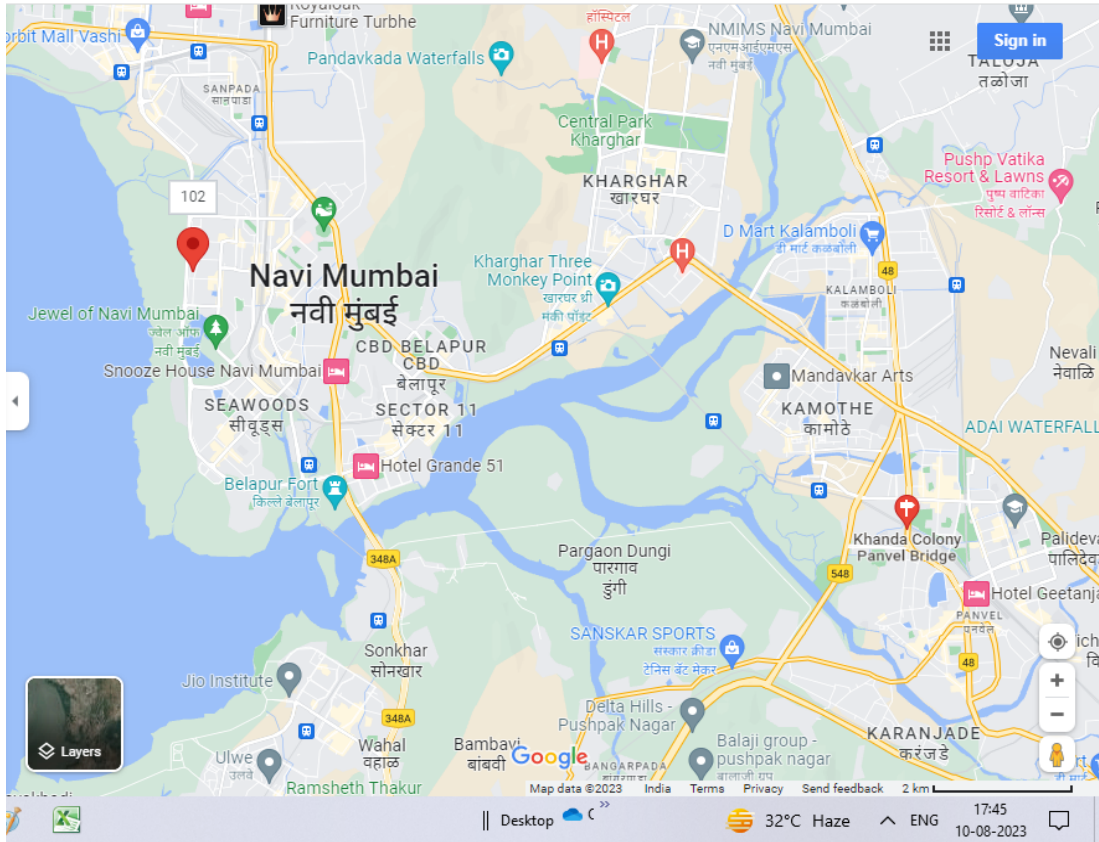 Royaloak
Furniture Turbhe
orbit Mall Vashi
हॉस्पिटल
H
NMIMS Navi Mumbai
एनएमआईएमएस
नवी मुंबई
Sign in
TALOJA
तळोजा
Pandavkada Waterfalls
SANPADA
सानपाडा
Central Park
Kharghar
KHARGHAR
खारघर
Pushp Vatika
Resort & Lawns
पुष्प वाटिका
रिसोर्ट & लॉन्स
102
D Mart Kalamboli
डी मार्ट कळंबोली
H
Navi Mumbai
नवी मुंबई
Kharghar Three
Monkey Point
खारघर थ्री
मंकी पॉइंट
48
KALAMBOLI
कळंबोली
Jewel of Navi Mumbai
ज्वेल ऑफ
नवी मुंबई
CBD BELAPUR
CBD
बेलापूर
Snooze House Navi Mumbai
Nevali
नेवाळि
Mandavkar Arts
SEAWOODS
सीवूड्स
SECTOR 11
सेक्टर 11
KAMOTHE
कामोठे
ADAI WATERFALL
Hotel Grande 51
Belapur Fort
किल्ले बेलापूर
Khanda Colony
Panvel Bridge
348A
Pargaon Dungi
पारगाव
डुंगी
548
Hotel Geetanja
PANVEL
पनवेल
SANSKAR SPORTS
संस्कार क्रीडा
टेनिस बॅट मेकर
Sonkhar
सोनखार
48
Jio Institute
348A
Delta Hills -
Pushpak Nagar
KARANJADE
करंजडे
Layers
Ulwe
उलवे
Wahal
वहाळ
Bambavi
बांबवी
Google
Balaji group -
pushpak nagar
बालाजी ग्रुप
BANGARPADA
Ramsheth Thakur
Map data ©2023 India Terms Privacy Send feedback 2 km
Desktop
32°C Haze
ENG
17:45
10-08-2023